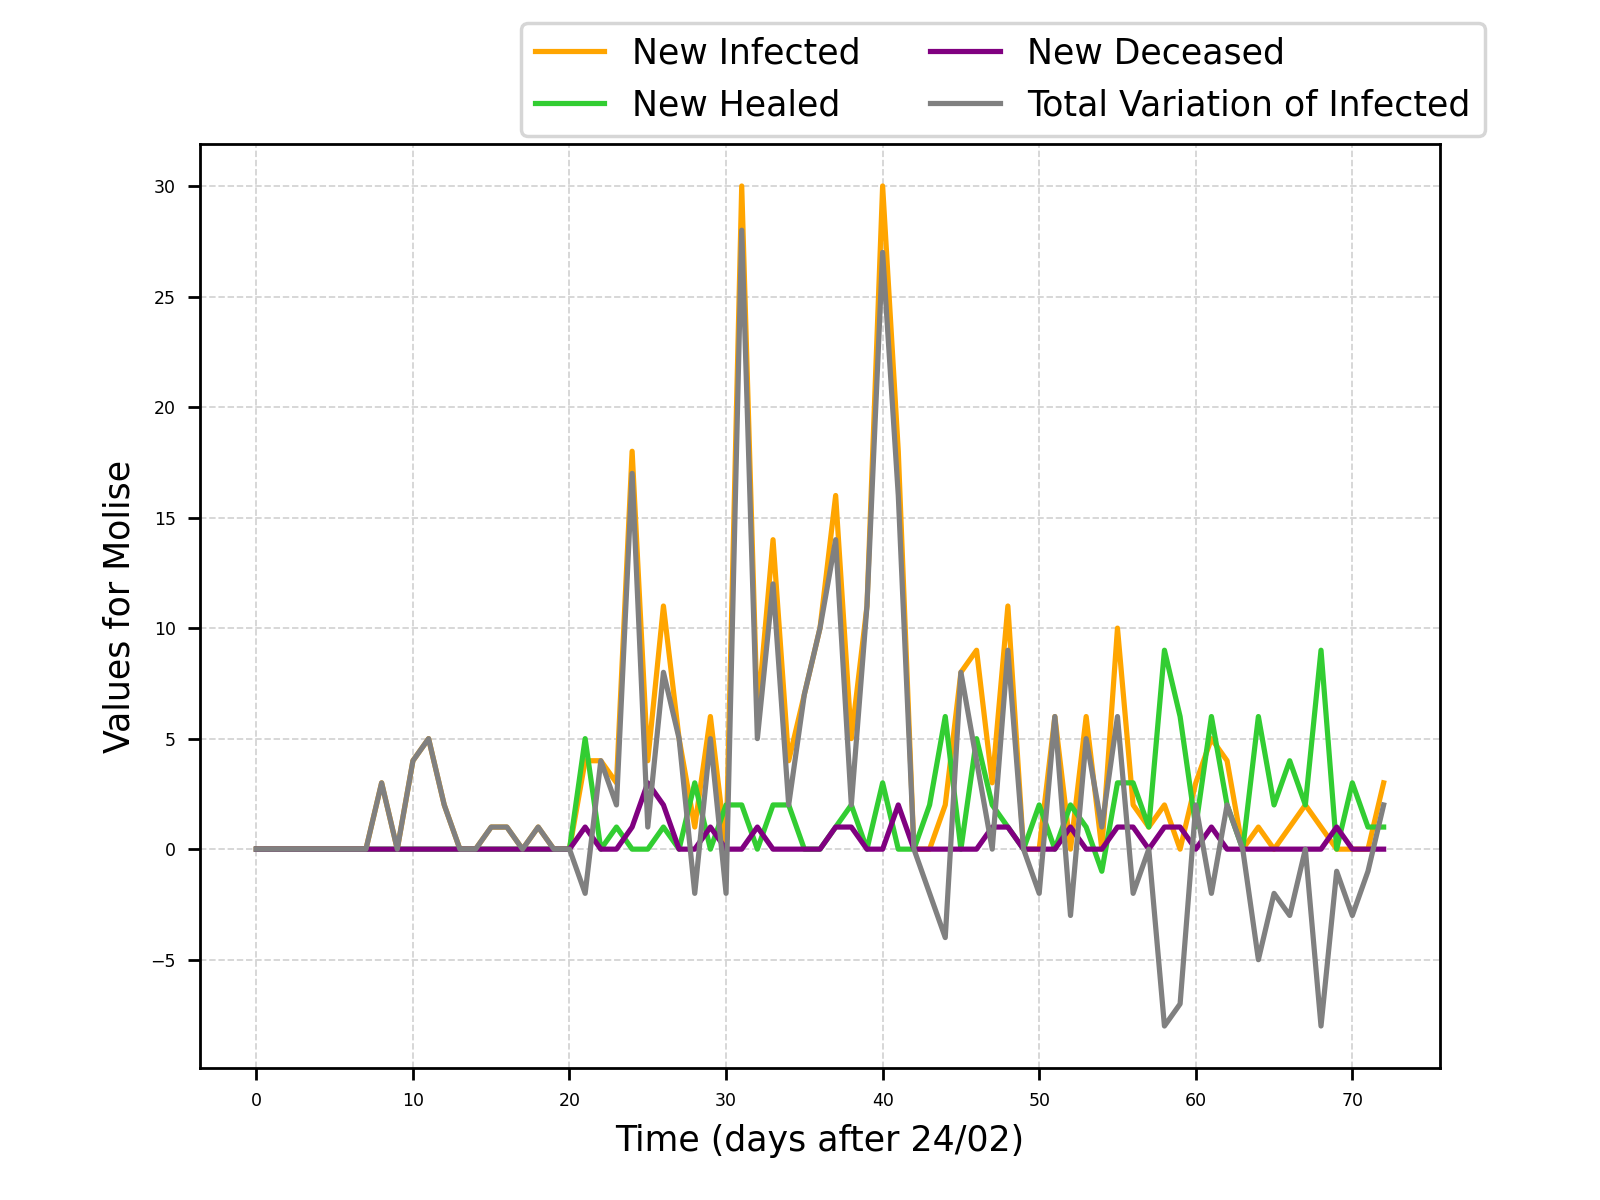 New Infected
New Healed
New Deceased
Total Variation of Infected
Values for Molise
30
25
20
15
10
5
0
−5
0 10 20 30 40 50 60 70
Time (days after 24/02)